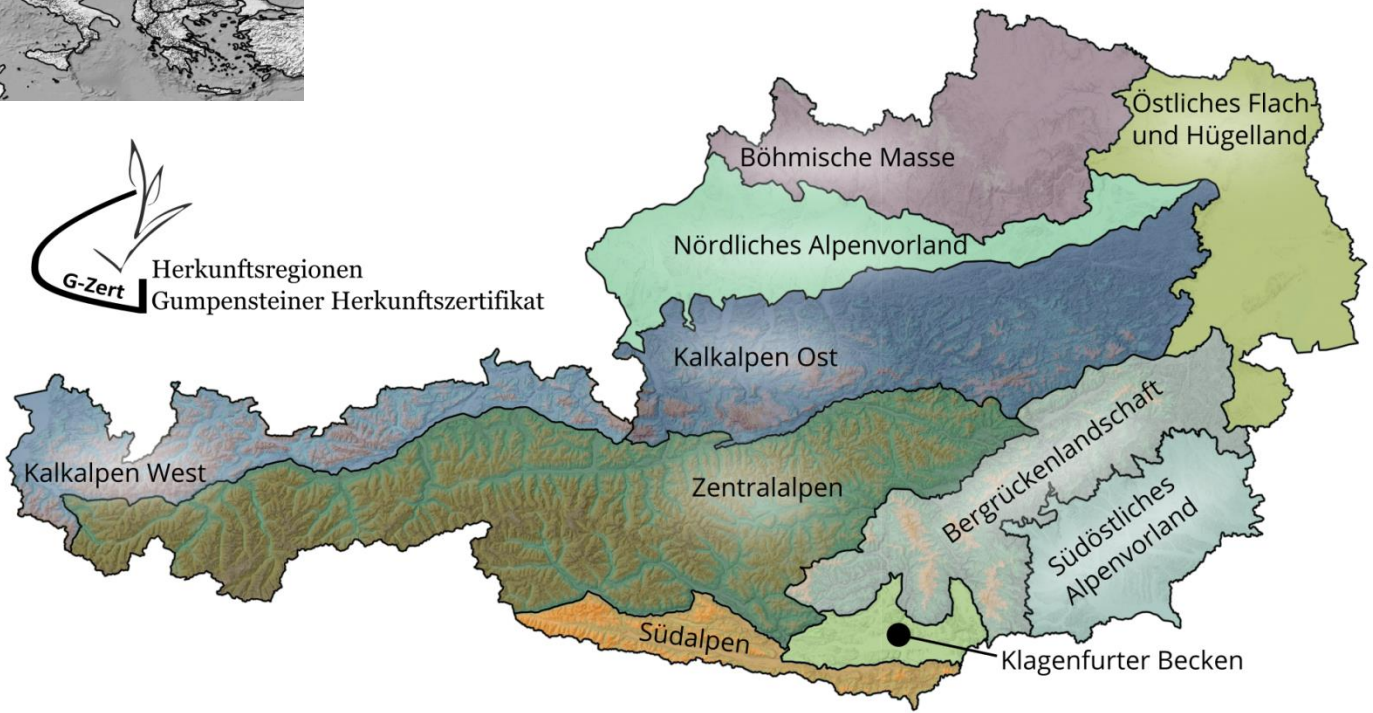 Östliches Flach-
und Hügelland
Böhmische Masse
Nördliches Alpenvorland
G-Zert
Herkunftsregionen
Gumpensteiner Herkunftszertifikat
Kalkalpen Ost
Kalkalpen West
Zentralalpen
Bergrückenlandschaft
Südöstliches
Alpenvorland
Südalpen
Klagenfurter Becken